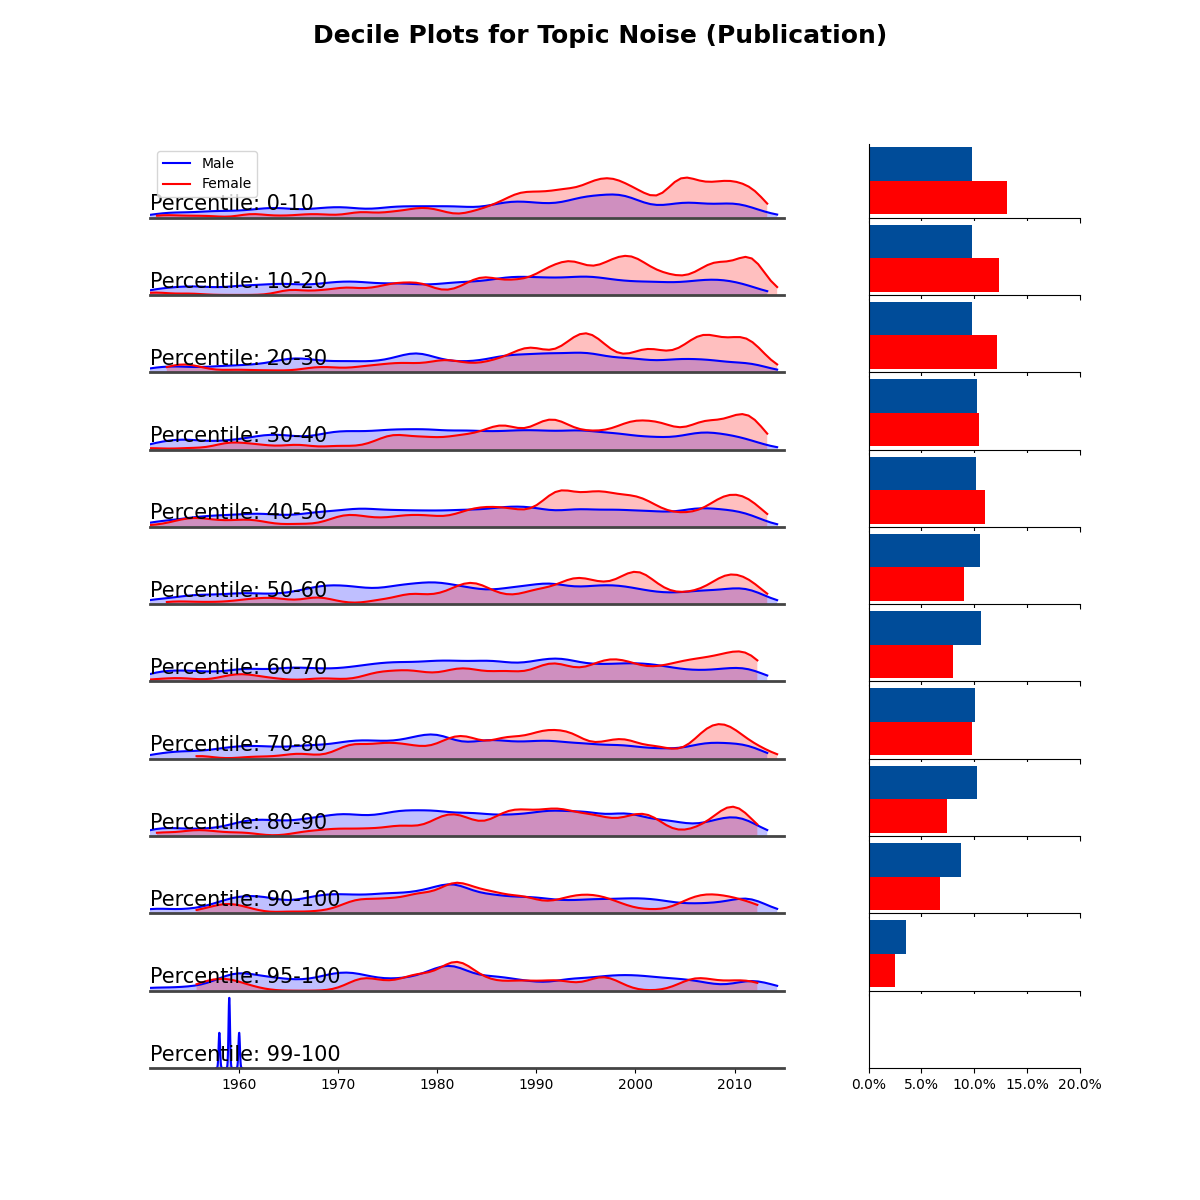 Decile Plots for Topic Noise (Publication)
Male
Female
Percentile: 0-10
Percentile: 10-20
Percentile: 20-30
Percentile: 30-40
Percentile: 40-50
Percentile: 50-60
Percentile: 60-70
Percentile: 70-80
Percentile: 80-90
Percentile: 90-100
Percentile: 95-100
Percentile: 99-100
1960 1970 1980 1990 2000 2010
0.0% 5.0% 10.0% 15.0% 20.0%